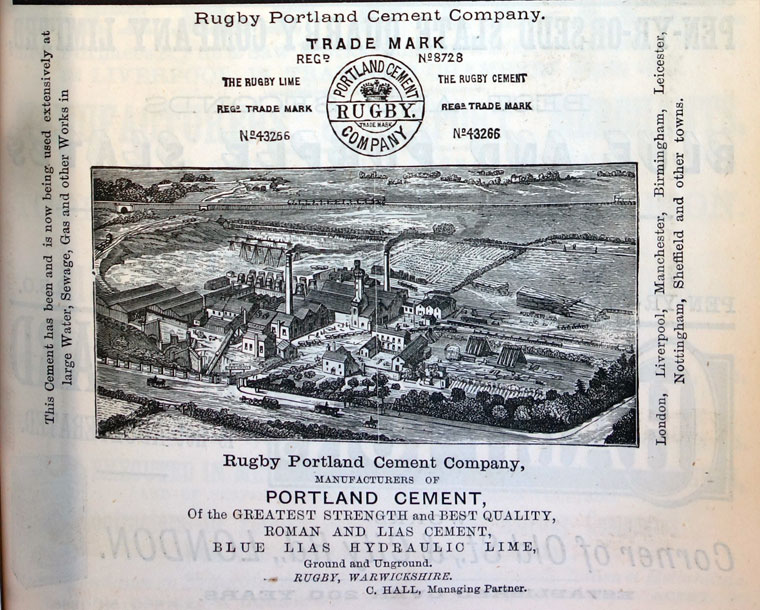 Rugby Portland Cement Company.
TRADE MARK
REGD Nº8728
THE RUGBY LIME
REGD TRADE MARK
Nº43266
PORTLAND CEMENT
RUGBY.
TRADE MARK
COMPANY
THE RUGBY CEMENT
REGD TRADE MARK
Nº43266
This Cement has been and is now being used extensively at
large Water, Sewage, Gas and other Works in
London, Liverpool, Manchester, Birmingham, Leicester,
Nottingham, Sheffield and other towns.
Rugby Portland Cement Company,
MANUFACTURERS OF
PORTLAND CEMENT,
Of the GREATEST STRENGTH and BEST QUALITY,
ROMAN AND LIAS CEMENT,
BLUE LIAS HYDRAULIC LIME,
Ground and Unground.
RUGBY, WARWICKSHIRE.
C. HALL, Managing Partner.